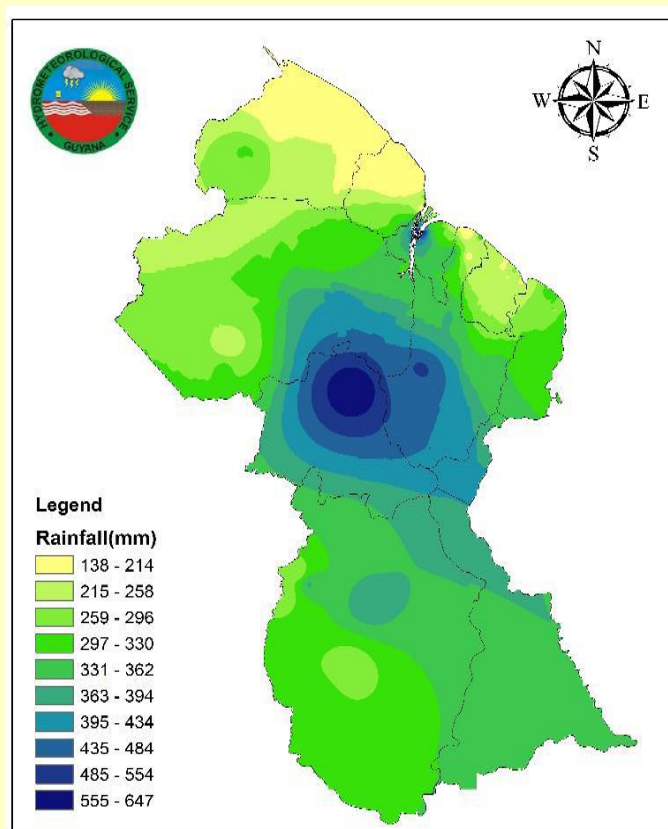 HYDROMETEOROLOGICAL SERVICE
GUYANA
N
W E
S
Legend
Rainfall(mm)
138 - 214
215 - 258
259 - 296
297 - 330
331 - 362
363 - 394
395 - 434
435 - 484
485 - 554
555 - 647